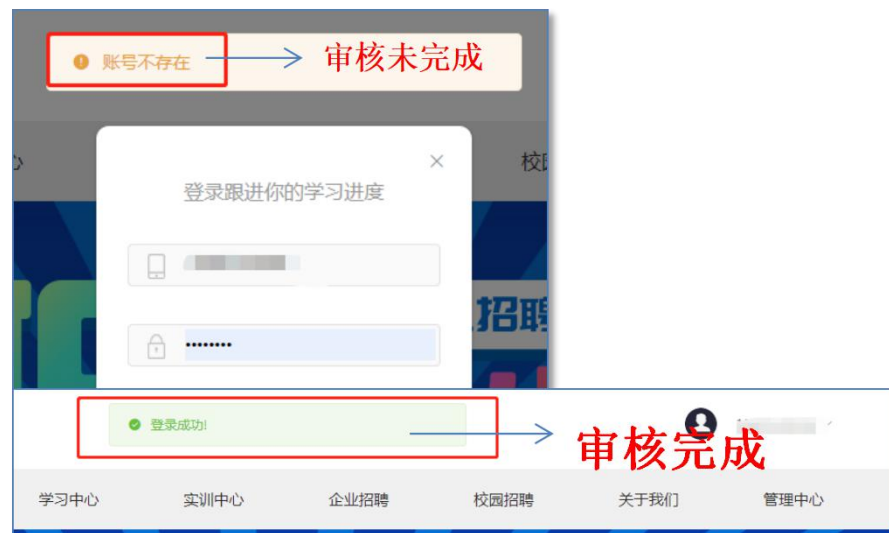 账号不存在
审核未完成
心
登录跟进你的学习进度
招聘
登录成功!
审核完成
学习中心
实训中心
企业招聘
校园招聘
关于我们
管理中心